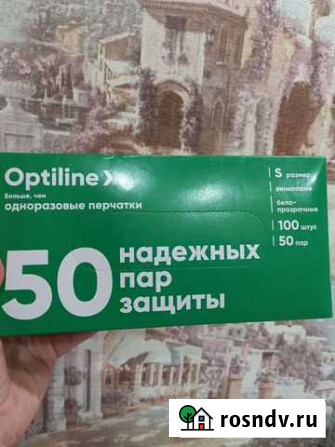 Optiline
Больше, чем
одноразовые перчатки
S размер
виниловые
бело-
прозрачные
100 штук
50 пар
50 надежных
пар
защиты
rosndv.ru